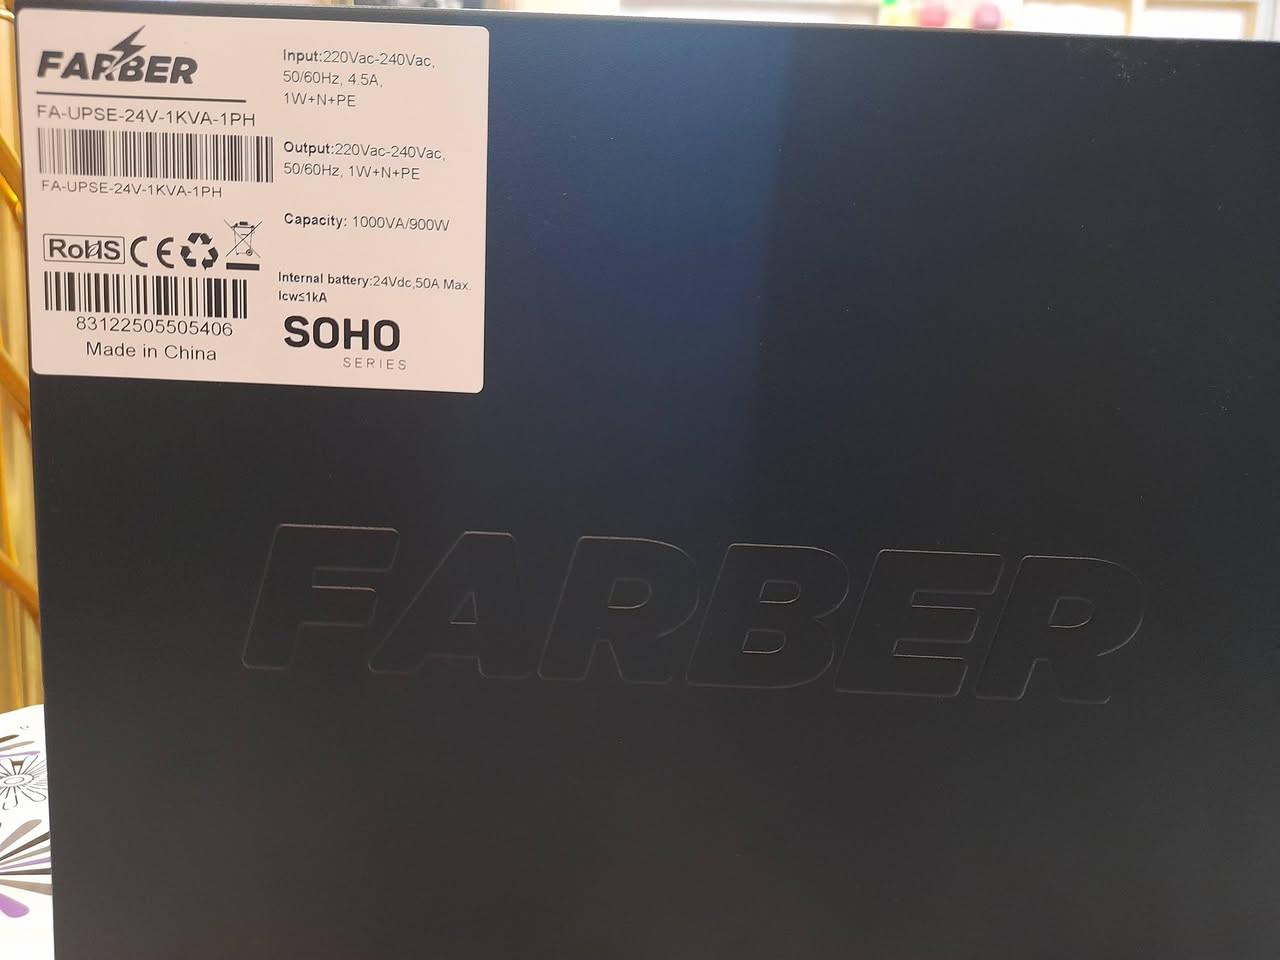 FARBER
FA-UPSE-24V-1KVA-1PH
FA-UPSE-24V-1KVA-1PH
RoHS CE
83122505505406
Made in China
Input:220Vac-240Vac,
50/60Hz, 4.5A,
1W+N+PE
Output:220Vac-240Vac,
50/60Hz, 1W+N+PE
Capacity: 1000VA/900W
Internal battery:24Vdc,50A Max.
Icw≤1kA
SOHO
SERIES
FARBER